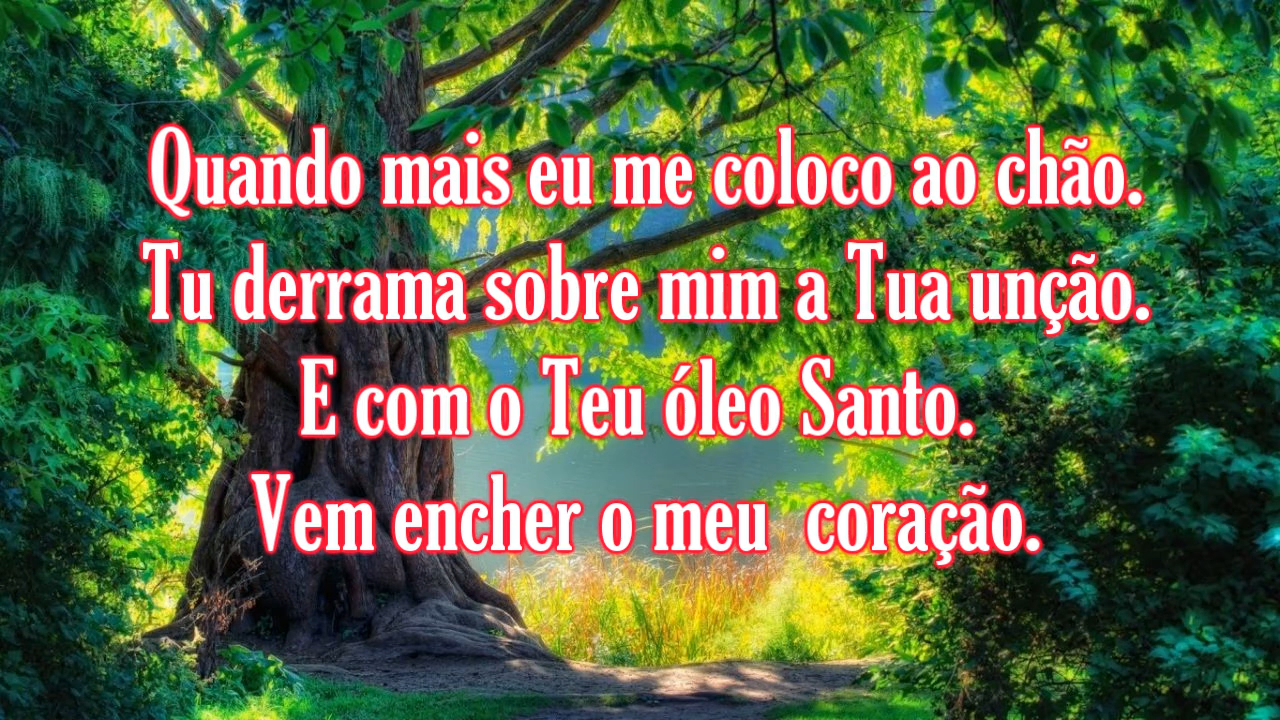 Quando mais eu me coloco ao chão.
Tu derrama sobre mim a Tua unção.
E com o Teu óleo Santo.
Vem encher o meu  coração.